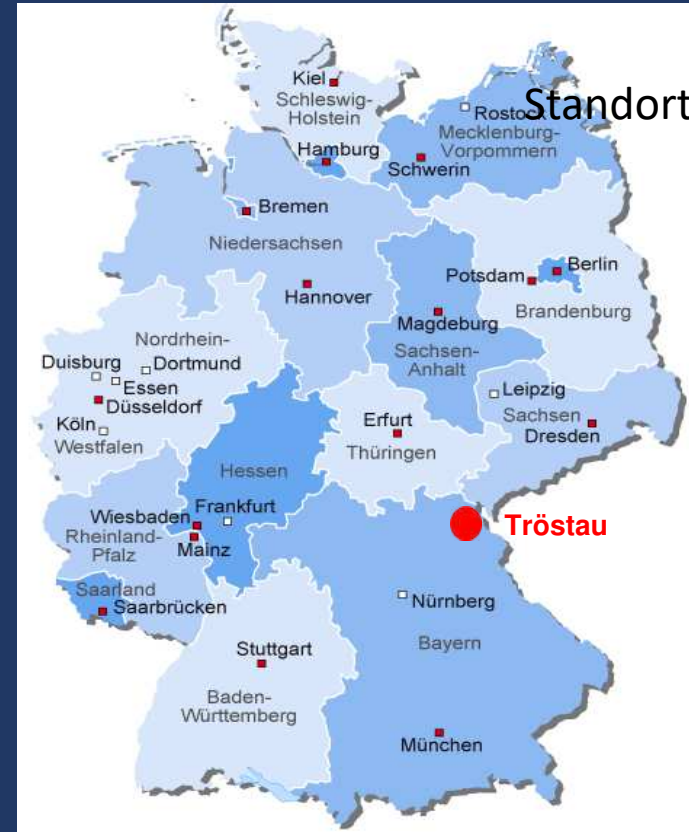 Standort
Kiel
Schleswig-
Holstein
Rostock
Mecklenburg-
Vorpommern
Hamburg
Schwerin
Bremen
Niedersachsen
Hannover
Potsdam
Berlin
Brandenburg
Magdeburg
Sachsen-
Anhalt
Nordrhein-
Duisburg
Dortmund
Essen
Düsseldorf
Köln
Westfalen
Leipzig
Sachsen
Dresden
Erfurt
Thüringen
Hessen
Frankfurt
Wiesbaden
Rheinland-
Pfalz
Mainz
Tröstau
Saarland
Saarbrücken
Nürnberg
Bayern
Stuttgart
Baden-
Württemberg
München